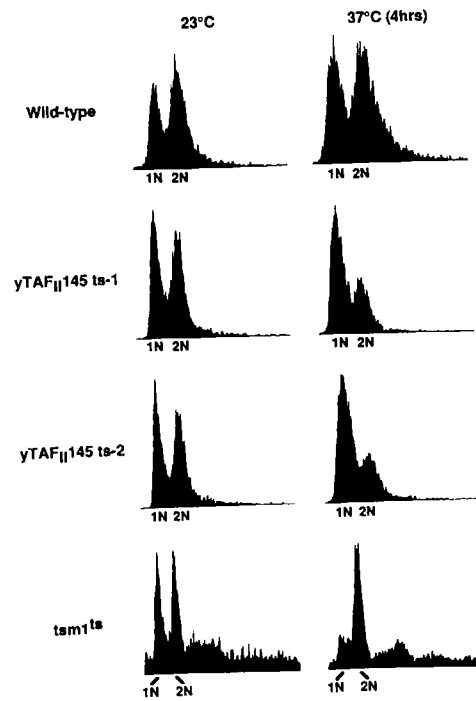 23°C 37°C (4hrs)
Wild-type
1N 2N 1N 2N
yTAFII145 ts-1
1N 2N 1N 2N
yTAFII145 ts-2
1N 2N 1N 2N
tsm1ts
1N 2N 1N 2N